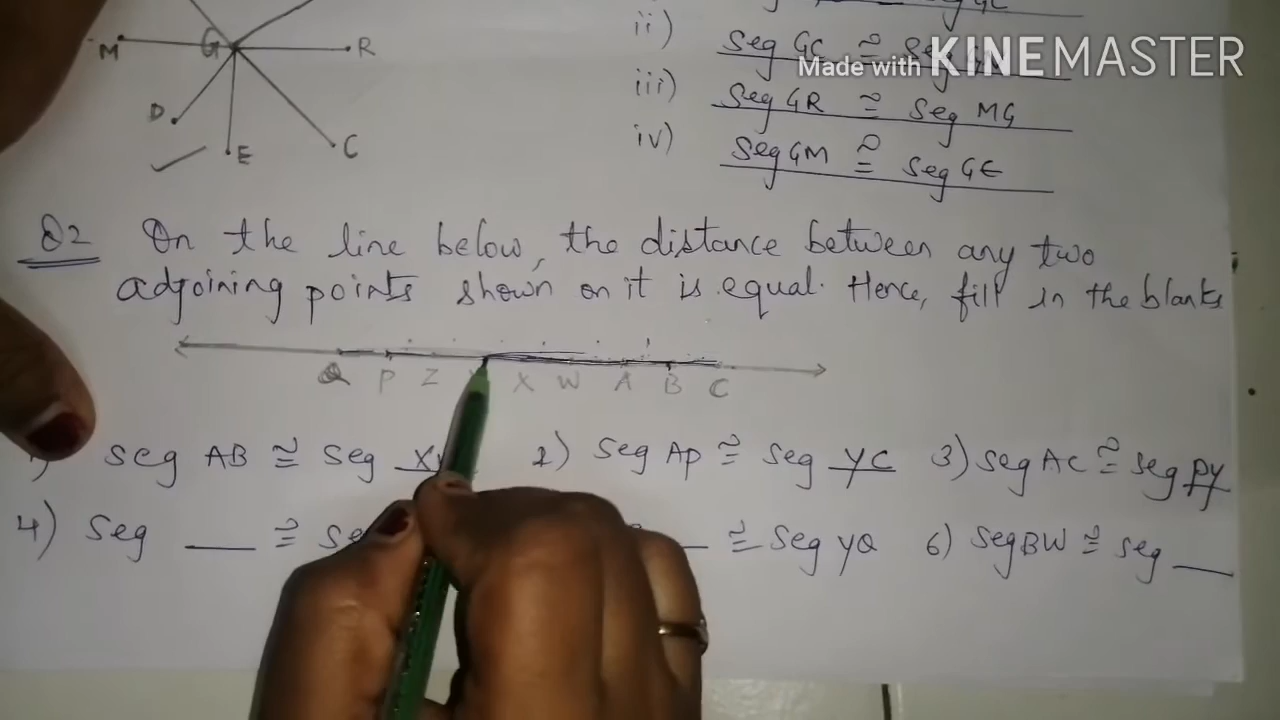 ii) Seg GC ≅ Seg
Made with KINEMASTER
M G R
iii) Seg GR ≅ Seg MG
D E C
iv) Seg GM ≅ Seg GE
Q2 On the line below, the distance between any two
adjoining points shown on it is equal. Hence, fill in the blanks
Q P Z X W A B C
Seg AB ≅ Seg 2) Seg AP ≅ Seg YC 3) Seg AC ≅ Seg PY
4) Seg ___ ≅ ___ ≅ Seg YQ 6) Seg BW ≅ Seg ___